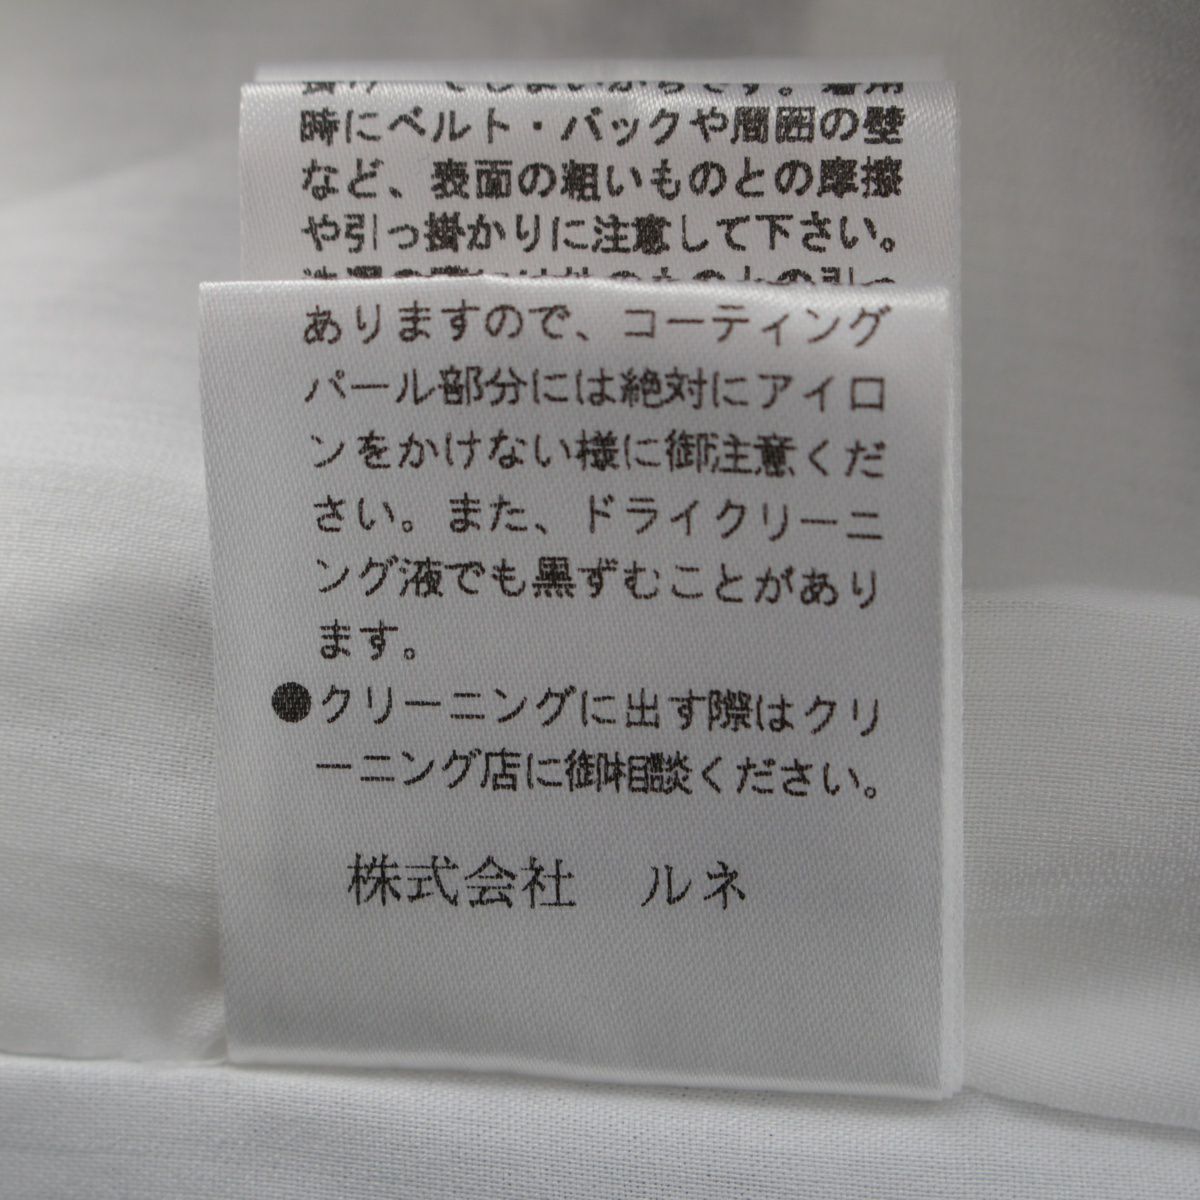 時にベルト・バックや周囲の壁
など、表面の粗いものとの摩擦
や引っ掛かりに注意して下さい。
ありますので、コーティング
パール部分には絶対にアイロ
ンをかけない様に御注意くだ
さい。また、ドライクリーニ
ング液でも黒ずむことがあり
ます。
●クリーニングに出す際はクリ
ーニング店に御相談ください。
株式会社 ルネ